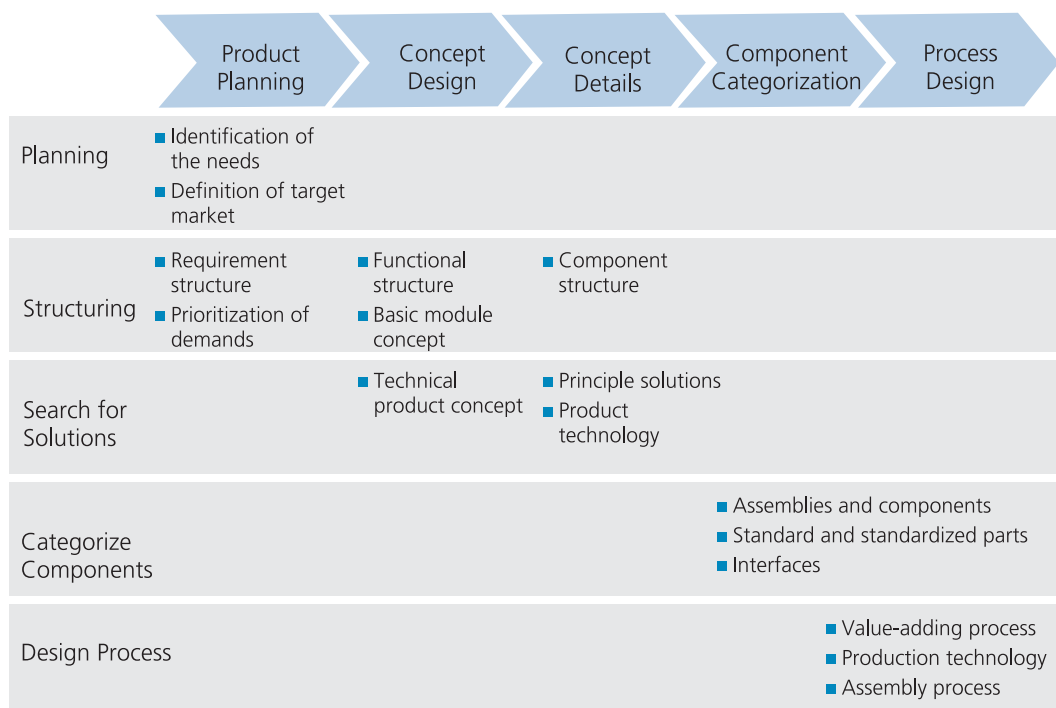 Product
Planning
Concept
Design
Concept
Details
Component
Categorization
Process
Design
Planning
Identification of
the needs
Definition of target
market
Structuring
Requirement
structure
Prioritization of
demands
Functional
structure
Basic module
concept
Component
structure
Search for
Solutions
Technical
product concept
Principle solutions
Product
technology
Categorize
Components
Assemblies and components
Standard and standardized parts
Interfaces
Design Process
Value-adding process
Production technology
Assembly process